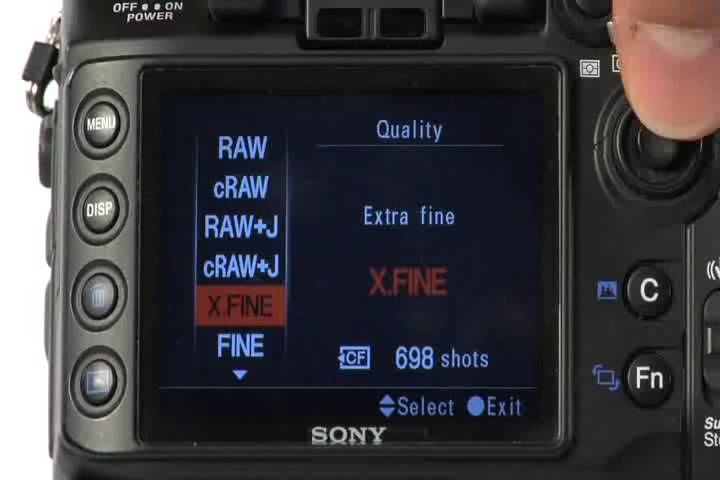 OFF ON
POWER
MENU
DISP
RAW
cRAW
RAW+J
cRAW+J
X.FINE
FINE
Quality
Extra fine
X.FINE
CF 698 shots
Select Exit
SONY
C
Fn